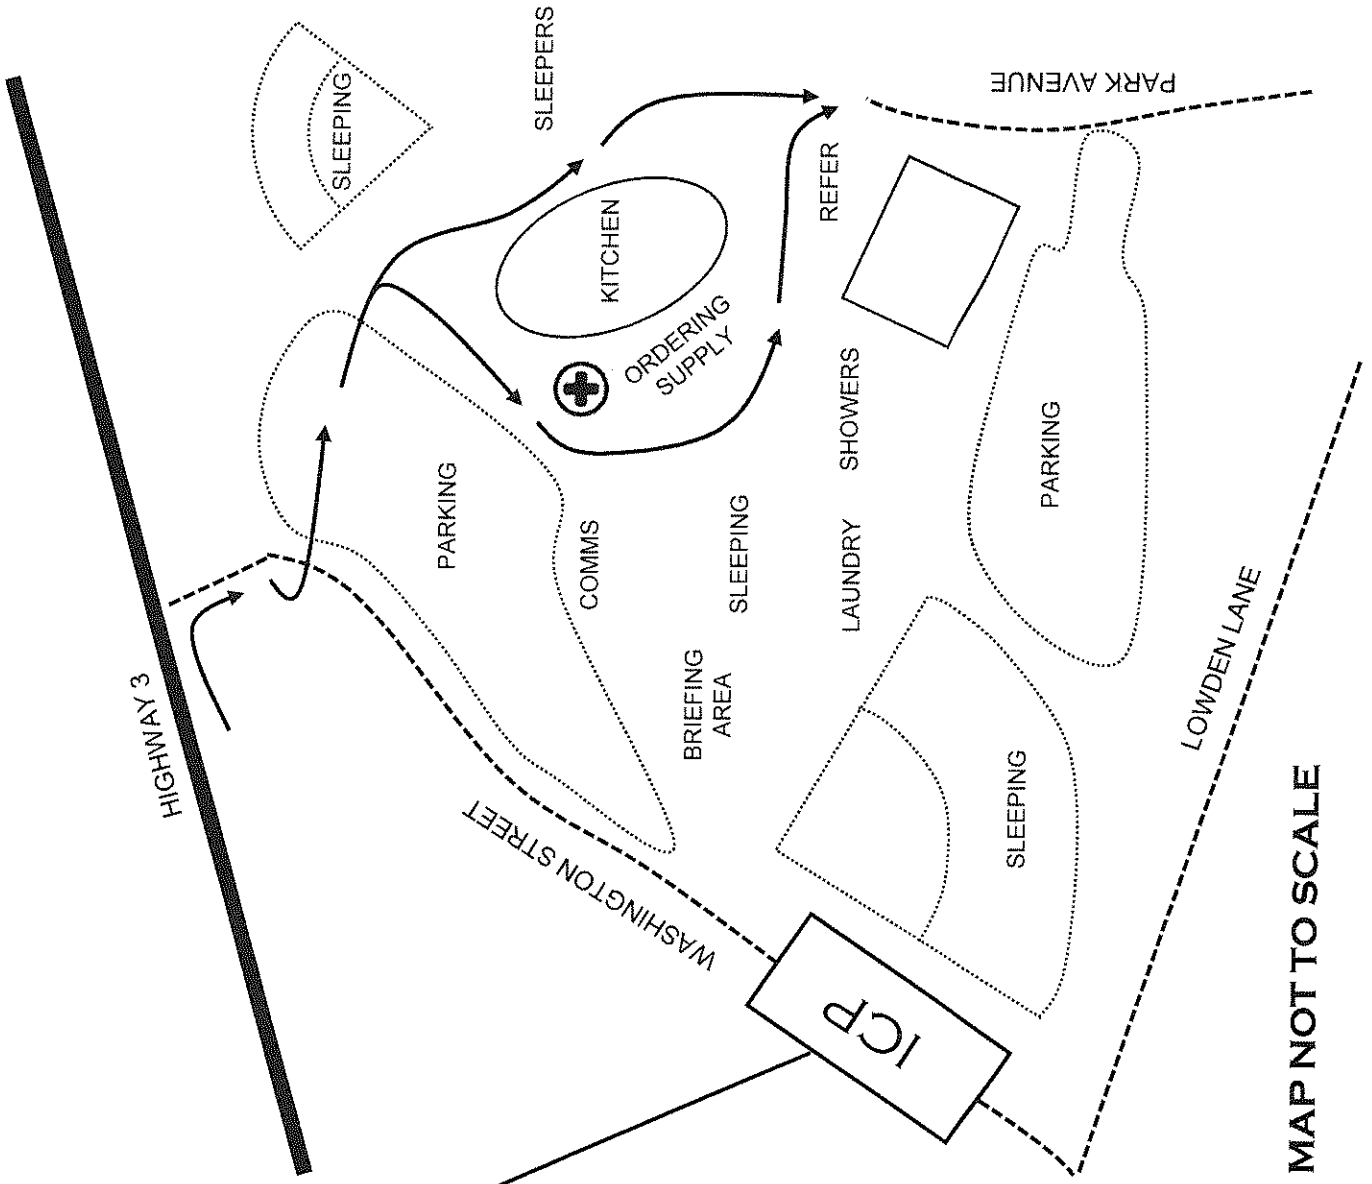 HIGHWAY 3
SLEEPING
SLEEPERS
PARK AVENUE
KITCHEN
REFER
ORDERING
SUPPLY
PARKING
COMMS
SHOWERS
SLEEPING
LAUNDRY
PARKING
BRIEFING
AREA
WASHINGTON STREET
SLEEPING
LOWDEN LANE
ICP
MAP NOT TO SCALE